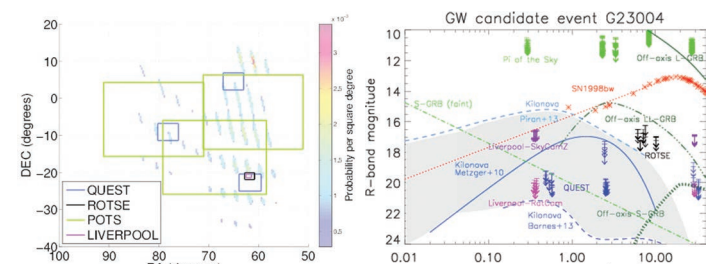 20
10
0
−10
−20
−30
−40
100
90
80
70
60
50
DEC (degrees)
QUEST
ROTSE
POTS
LIVERPOOL
3
2.5
2
1.5
1
0.5
Probability per square degree
GW candidate event G23004
10
12
14
16
18
20
22
24
R-band magnitude
0.01
0.10
1.00
10.00
Pi of the Sky
Off-axis L-GRB
SN1998bw
S-GRB (faint)
Kilonova
Piran+13
Off-axis LL-GRB
Liverpool-SkyCamZ
ROTSE
Kilonova
Metzger+10
QUEST
Liverpool-RatCam
Off-axis S-GRB
Kilonova
Barnes+13